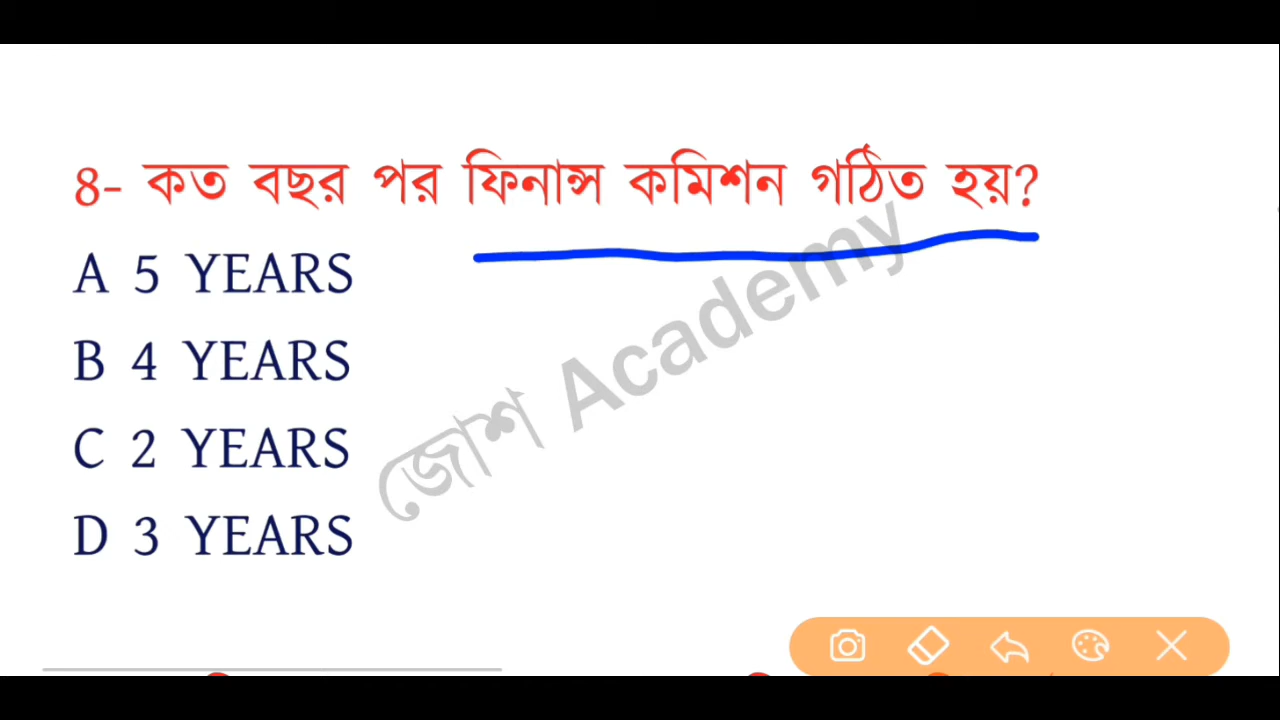 8- কত বছর পর ফিনান্স কমিশন গঠিত হয়?
A 5 YEARS
B 4 YEARS
C 2 YEARS
D 3 YEARS
জোশ Academy